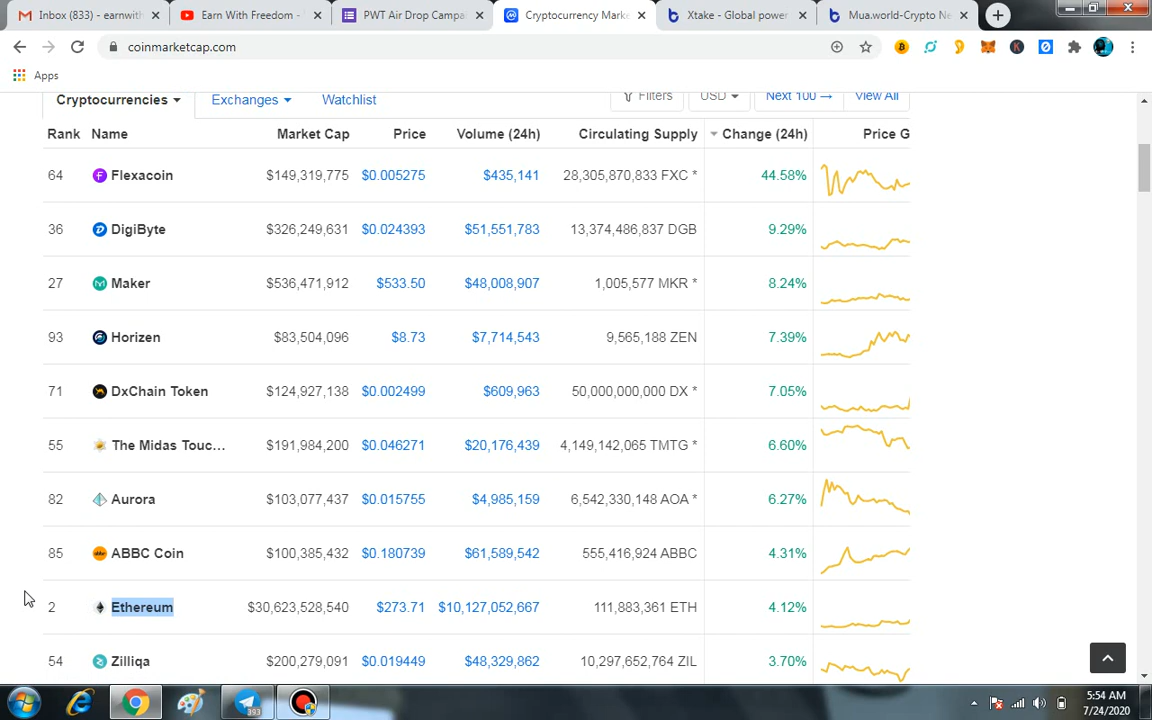 Inbox (833) - earnwith
Earn With Freedom -
PWT Air Drop Campa
Cryptocurrency Marke
Xtake - Global power
Mua.world-Crypto Ne
coinmarketcap.com
Apps
Cryptocurrencies Exchanges Watchlist Filters USD Next 100 → View All
Rank Name Market Cap Price Volume (24h) Circulating Supply Change (24h) Price G
64 Flexacoin $149,319,775 $0.005275 $435,141 28,305,870,833 FXC * 44.58%
36 DigiByte $326,249,631 $0.024393 $51,551,783 13,374,486,837 DGB 9.29%
27 Maker $536,471,912 $533.50 $48,008,907 1,005,577 MKR * 8.24%
93 Horizen $83,504,096 $8.73 $7,714,543 9,565,188 ZEN 7.39%
71 DxChain Token $124,927,138 $0.002499 $609,963 50,000,000,000 DX * 7.05%
55 The Midas Touc... $191,984,200 $0.046271 $20,176,439 4,149,142,065 TMTG * 6.60%
82 Aurora $103,077,437 $0.015755 $4,985,159 6,542,330,148 AOA * 6.27%
85 ABBC Coin $100,385,432 $0.180739 $61,589,542 555,416,924 ABBC 4.31%
2 Ethereum $30,623,528,540 $273.71 $10,127,052,667 111,883,361 ETH 4.12%
54 Zilliqa $200,279,091 $0.019449 $48,329,862 10,297,652,764 ZIL 3.70%
393
5:54 AM
7/24/2020